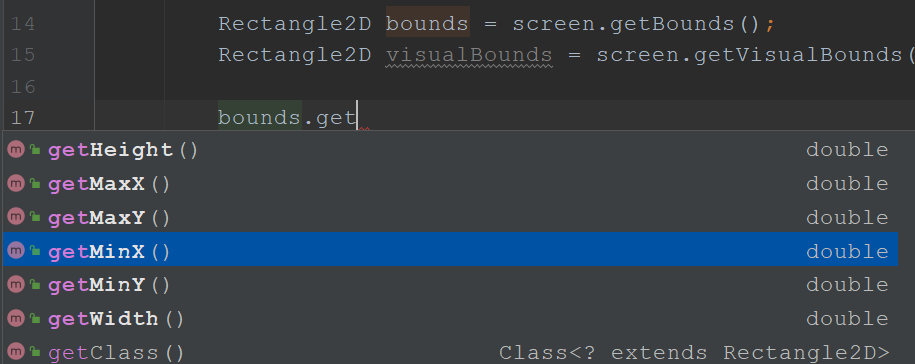 14 Rectangle2D bounds = screen.getBounds();
15 Rectangle2D visualBounds = screen.getVisualBounds(
16
17 bounds.get
m getHeight() double
m getMaxX() double
m getMaxY() double
m getMinX() double
m getMinY() double
m getWidth() double
m getClass() Class<? extends Rectangle2D>